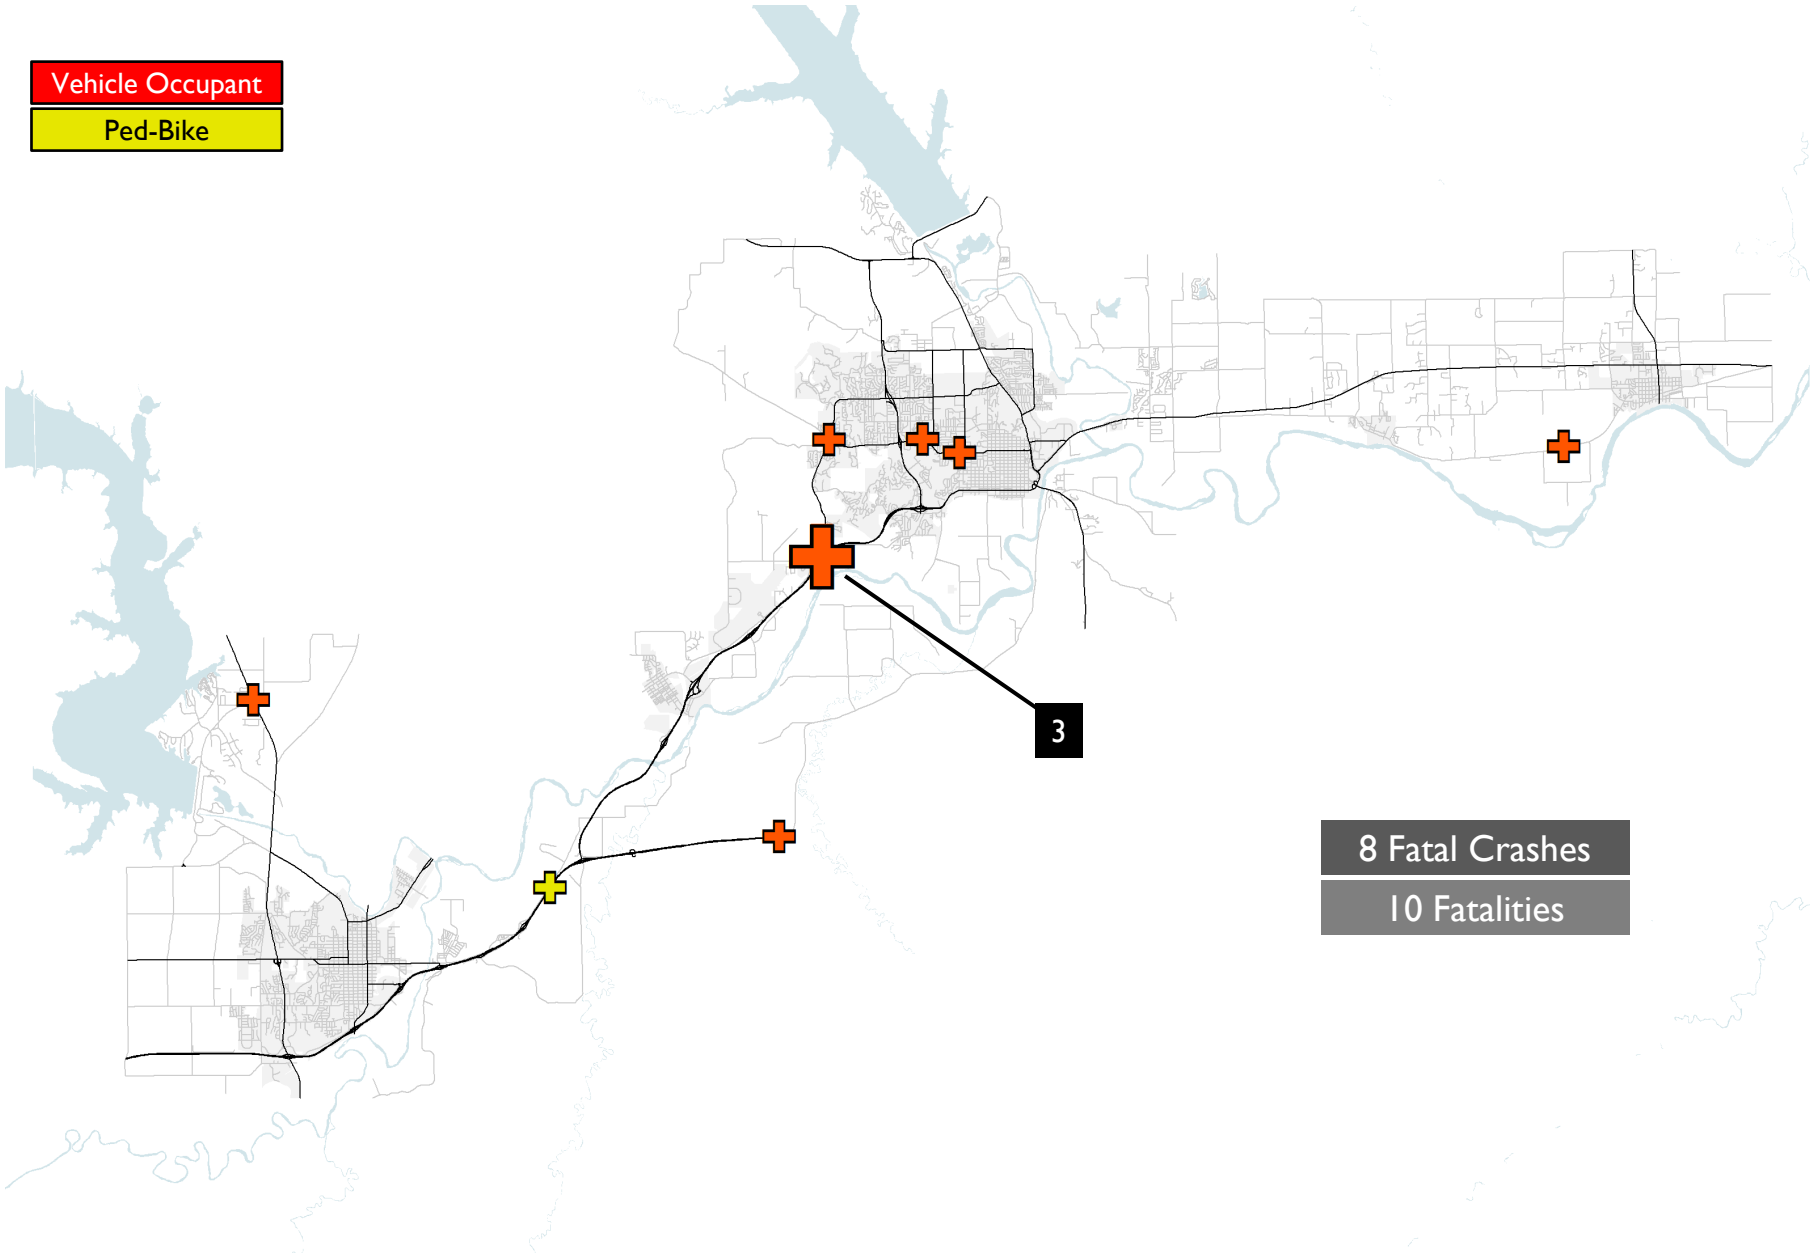 Vehicle Occupant
Ped-Bike
3
8 Fatal Crashes
10 Fatalities